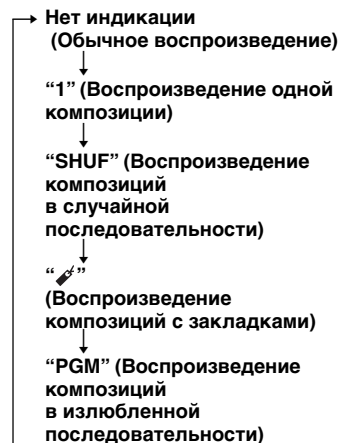 Нет индикации
(Обычное воспроизведение)
“1” (Воспроизведение одной
композиции)
“SHUF” (Воспроизведение
композиций
в случайной
последовательности)
“ ”
(Воспроизведение
композиций с закладками)
“PGM” (Воспроизведение
композиций
в излюбленной
последовательности)